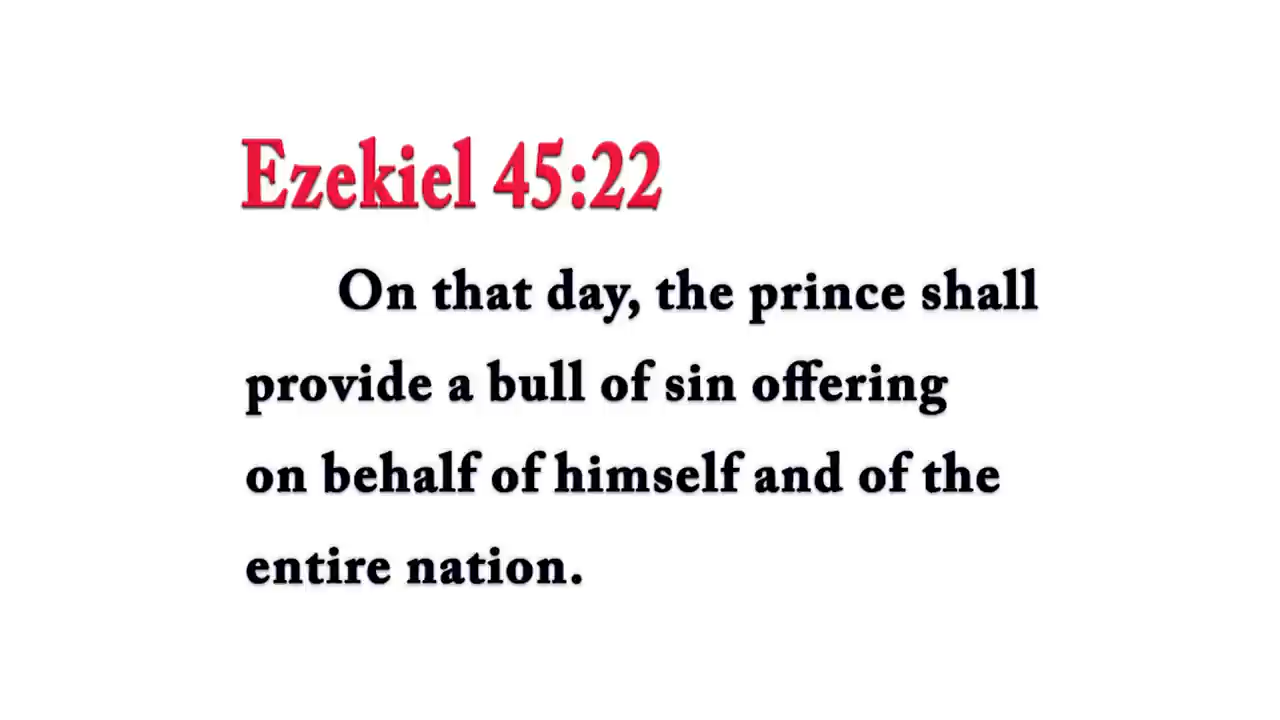 Ezekiel 45:22
On that day, the prince shall
provide a bull of sin offering
on behalf of himself and of the
entire nation.